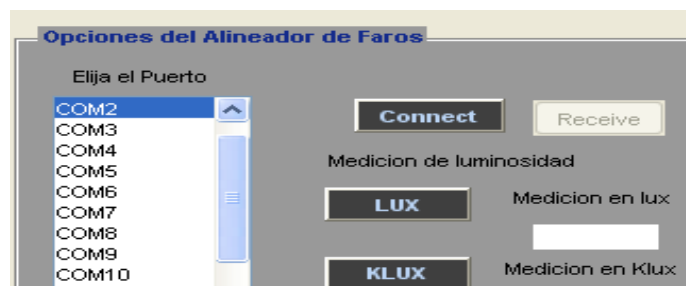 Opciones del Alineador de Faros
Elija el Puerto
COM2
COM3
COM4
COM5
COM6
COM7
COM8
COM9
COM10
Connect
Receive
Medicion de luminosidad
LUX
Medicion en lux
KLUX
Medicion en Klux